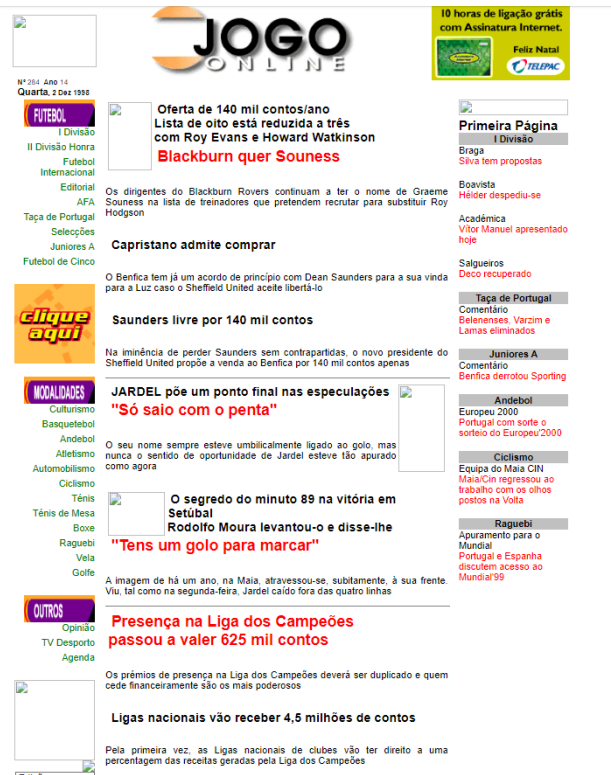 JOGO
ONLINE
10 horas de ligação grátis
com Assinatura Internet.
Feliz Natal
TELEPAC
Nº 264 Ano 14
Quarta, 2 Dez 1998
FUTEBOL
I Divisão
II Divisão Honra
Futebol
Internacional
Editorial
AFA
Taça de Portugal
Selecções
Juniores A
Futebol de Cinco
clique
aqui
MODALIDADES
Culturismo
Basquetebol
Andebol
Atletismo
Automobilismo
Ciclismo
Ténis
Ténis de Mesa
Boxe
Raguebi
Vela
Golfe
OUTROS
Opinião
TV Desporto
Agenda
Oferta de 140 mil contos/ano
Lista de oito está reduzida a três
com Roy Evans e Howard Watkinson
Blackburn quer Souness
Os dirigentes do Blackburn Rovers continuam a ter o nome de Graeme
Souness na lista de treinadores que pretendem recrutar para substituir Roy
Hodgson
Capristano admite comprar
O Benfica tem já um acordo de princípio com Dean Saunders para a sua vinda
para a Luz caso o Sheffield United aceite libertá-lo
Saunders livre por 140 mil contos
Na iminência de perder Saunders sem contrapartidas, o novo presidente do
Sheffield United propõe a venda ao Benfica por 140 mil contos apenas
JARDEL põe um ponto final nas especulações
"Só saio com o penta"
O seu nome sempre esteve umbilicalmente ligado ao golo, mas
nunca o sentido de oportunidade de Jardel esteve tão apurado
como agora
O segredo do minuto 89 na vitória em
Setúbal
Rodolfo Moura levantou-o e disse-lhe
"Tens um golo para marcar"
A imagem de há um ano, na Maia, atravessou-se, subitamente, à sua frente.
Viu, tal como na segunda-feira, Jardel caído fora das quatro linhas
Presença na Liga dos Campeões
passou a valer 625 mil contos
Os prémios de presença na Liga dos Campeões deverá ser duplicado e quem
cede financeiramente são os mais poderosos
Ligas nacionais vão receber 4,5 milhões de contos
Pela primeira vez, as Ligas nacionais de clubes vão ter direito a uma
percentagem das receitas geradas pela Liga dos Campeões
Primeira Página
I Divisão
Braga
Silva tem propostas
Boavista
Hélder despediu-se
Académica
Vítor Manuel apresentado
hoje
Salgueiros
Deco recuperado
Taça de Portugal
Comentário
Belenenses, Varzim e
Lamas eliminados
Juniores A
Comentário
Benfica derrotou Sporting
Andebol
Europeu 2000
Portugal com sorte o
sorteio do Europeu'2000
Ciclismo
Equipa do Maia CIN
Maia/Cin regressou ao
trabalho com os olhos
postos na Volta
Raguebi
Apuramento para o
Mundial
Portugal e Espanha
discutem acesso ao
Mundial'99